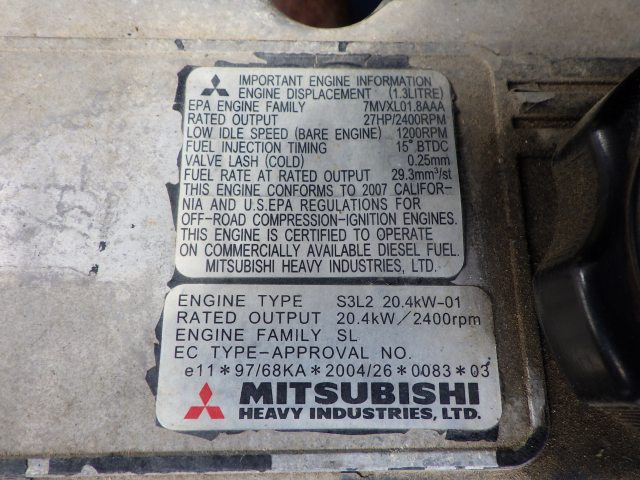 IMPORTANT ENGINE INFORMATION
ENGINE DISPLACEMENT (1.3LITRE)
EPA ENGINE FAMILY 7MVXL01.8AAA
RATED OUTPUT 27HP/2400RPM
LOW IDLE SPEED (BARE ENGINE) 1200RPM
FUEL INJECTION TIMING 15° BTDC
VALVE LASH (COLD) 0.25mm
FUEL RATE AT RATED OUTPUT 29.3mm³/st
THIS ENGINE CONFORMS TO 2007 CALIFOR-
NIA AND U.S.EPA REGULATIONS FOR
OFF-ROAD COMPRESSION-IGNITION ENGINES.
THIS ENGINE IS CERTIFIED TO OPERATE
ON COMMERCIALLY AVAILABLE DIESEL FUEL.
MITSUBISHI HEAVY INDUSTRIES, LTD.
ENGINE TYPE S3L2 20.4kW-01
RATED OUTPUT 20.4kW/2400rpm
ENGINE FAMILY SL
EC TYPE-APPROVAL NO.
e11*97/68KA*2004/26*0083*03
MITSUBISHI
HEAVY INDUSTRIES, LTD.